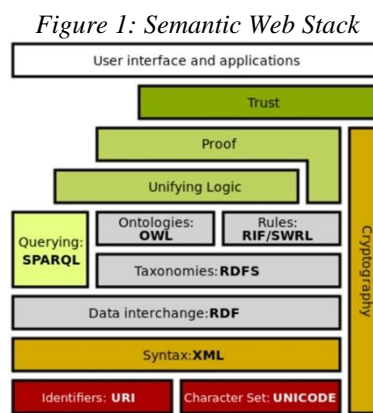 Figure 1: Semantic Web Stack
User interface and applications
Trust
Proof
Unifying Logic
Querying:
SPARQL
Ontologies:
OWL
Rules:
RIF/SWRL
Taxonomies:RDFS
Data interchange:RDF
Syntax:XML
Identifiers: URI
Character Set: UNICODE
Cryptography